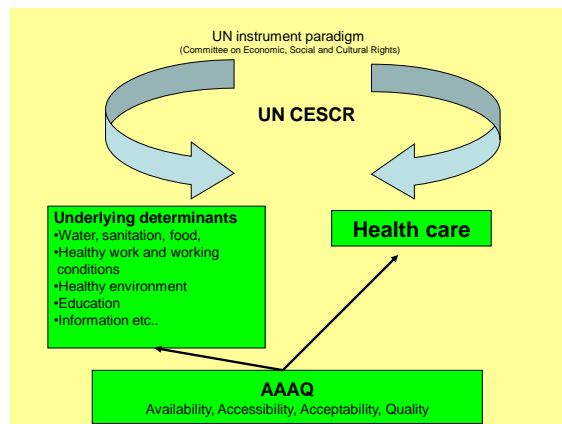 UN instrument paradigm
(Committee on Economic, Social and Cultural Rights)
UN CESCR
Underlying determinants
•Water, sanitation, food,
•Healthy work and working
conditions
•Healthy environment
•Education
•Information etc..
Health care
AAAQ
Availability, Accessibility, Acceptability, Quality